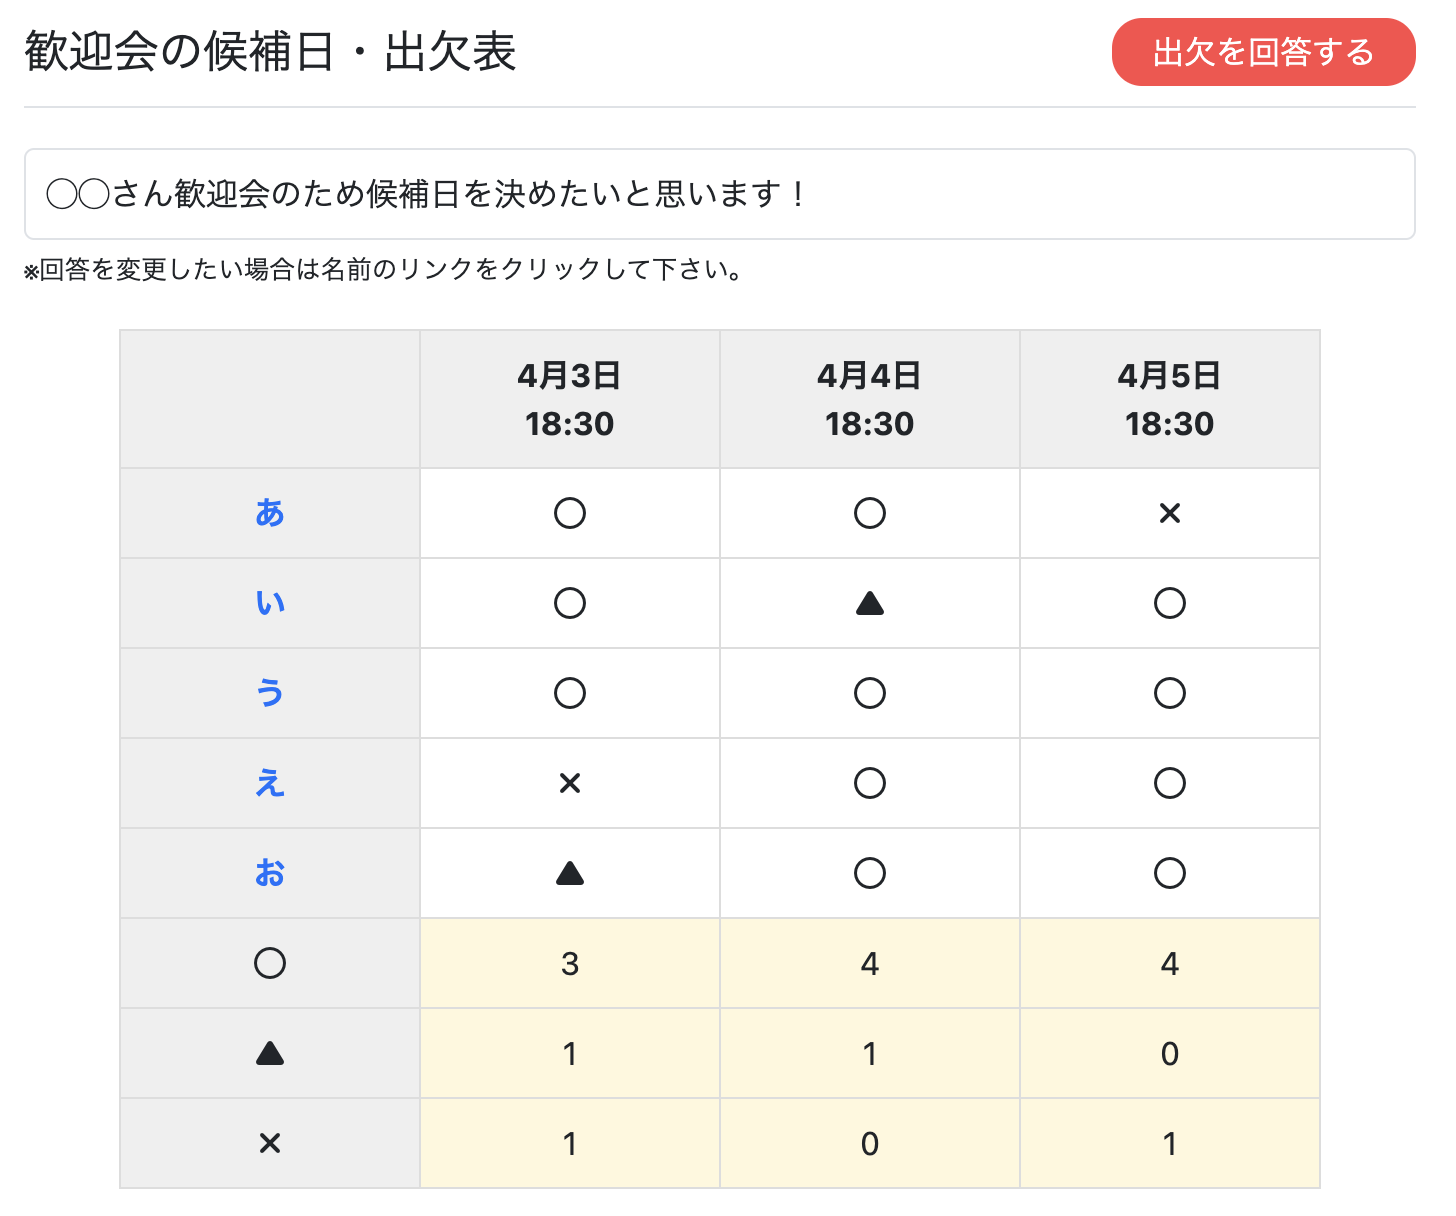 歓迎会の候補日・出欠表
出欠を回答する
◯◯さん歓迎会のため候補日を決めたいと思います！
※回答を変更したい場合は名前のリンクをクリックして下さい。
4月3日 4月4日 4月5日
18:30 18:30 18:30
あ ○ ○ ×
い ○ ▲ ○
う ○ ○ ○
え × ○ ○
お ▲ ○ ○
○ 3 4 4
▲ 1 1 0
× 1 0 1